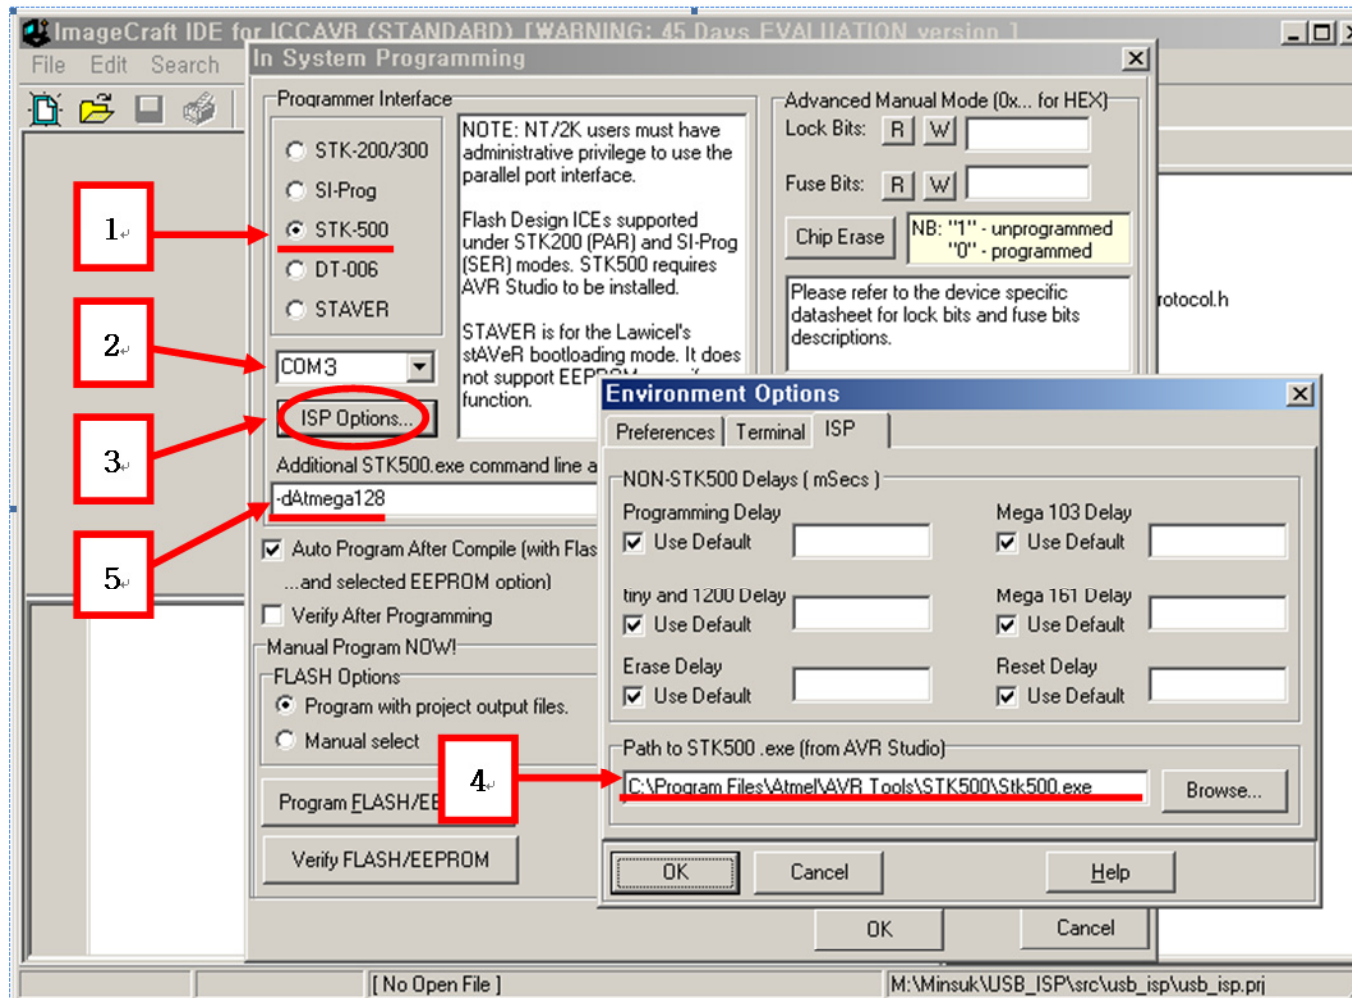 ImageCraft IDE for ICCAVR (STANDARD) [WARNING: 45 Days EVALUATION version ]
File Edit Search
In System Programming
Programmer Interface
STK-200/300
SI-Prog
STK-500
DT-006
STAVER
NOTE: NT/2K users must have
administrative privilege to use the
parallel port interface.
Flash Design ICEs supported
under STK200 (PAR) and SI-Prog
(SER) modes. STK500 requires
AVR Studio to be installed.
STAVER is for the Lawicel's
stAVeR bootloading mode. It does
not support EEPROM
function.
Advanced Manual Mode (0x... for HEX)
Lock Bits: R W
Fuse Bits: R W
Chip Erase
NB: "1" - unprogrammed
"0" - programmed
Please refer to the device specific
datasheet for lock bits and fuse bits
descriptions.
rotocol.h
1
2
3
5
4
COM3
ISP Options...
Additional STK500.exe command line a
-dAtmega128
Auto Program After Compile (with Flas
...and selected EEPROM option)
Verify After Programming
Manual Program NOW!
FLASH Options
Program with project output files.
Manual select
Program FLASH/EE
Verify FLASH/EEPROM
Environment Options
Preferences Terminal ISP
NON-STK500 Delays ( mSecs )
Programming Delay
Use Default
Mega 103 Delay
Use Default
tiny and 1200 Delay
Use Default
Mega 161 Delay
Use Default
Erase Delay
Use Default
Reset Delay
Use Default
Path to STK500 .exe (from AVR Studio)
C:\Program Files\Atmel\AVR Tools\STK500\Stk500.exe
Browse...
OK Cancel Help
OK Cancel
[ No Open File ]
M:\Minsuk\USB_ISP\src\usb_isp\usb_isp.prj